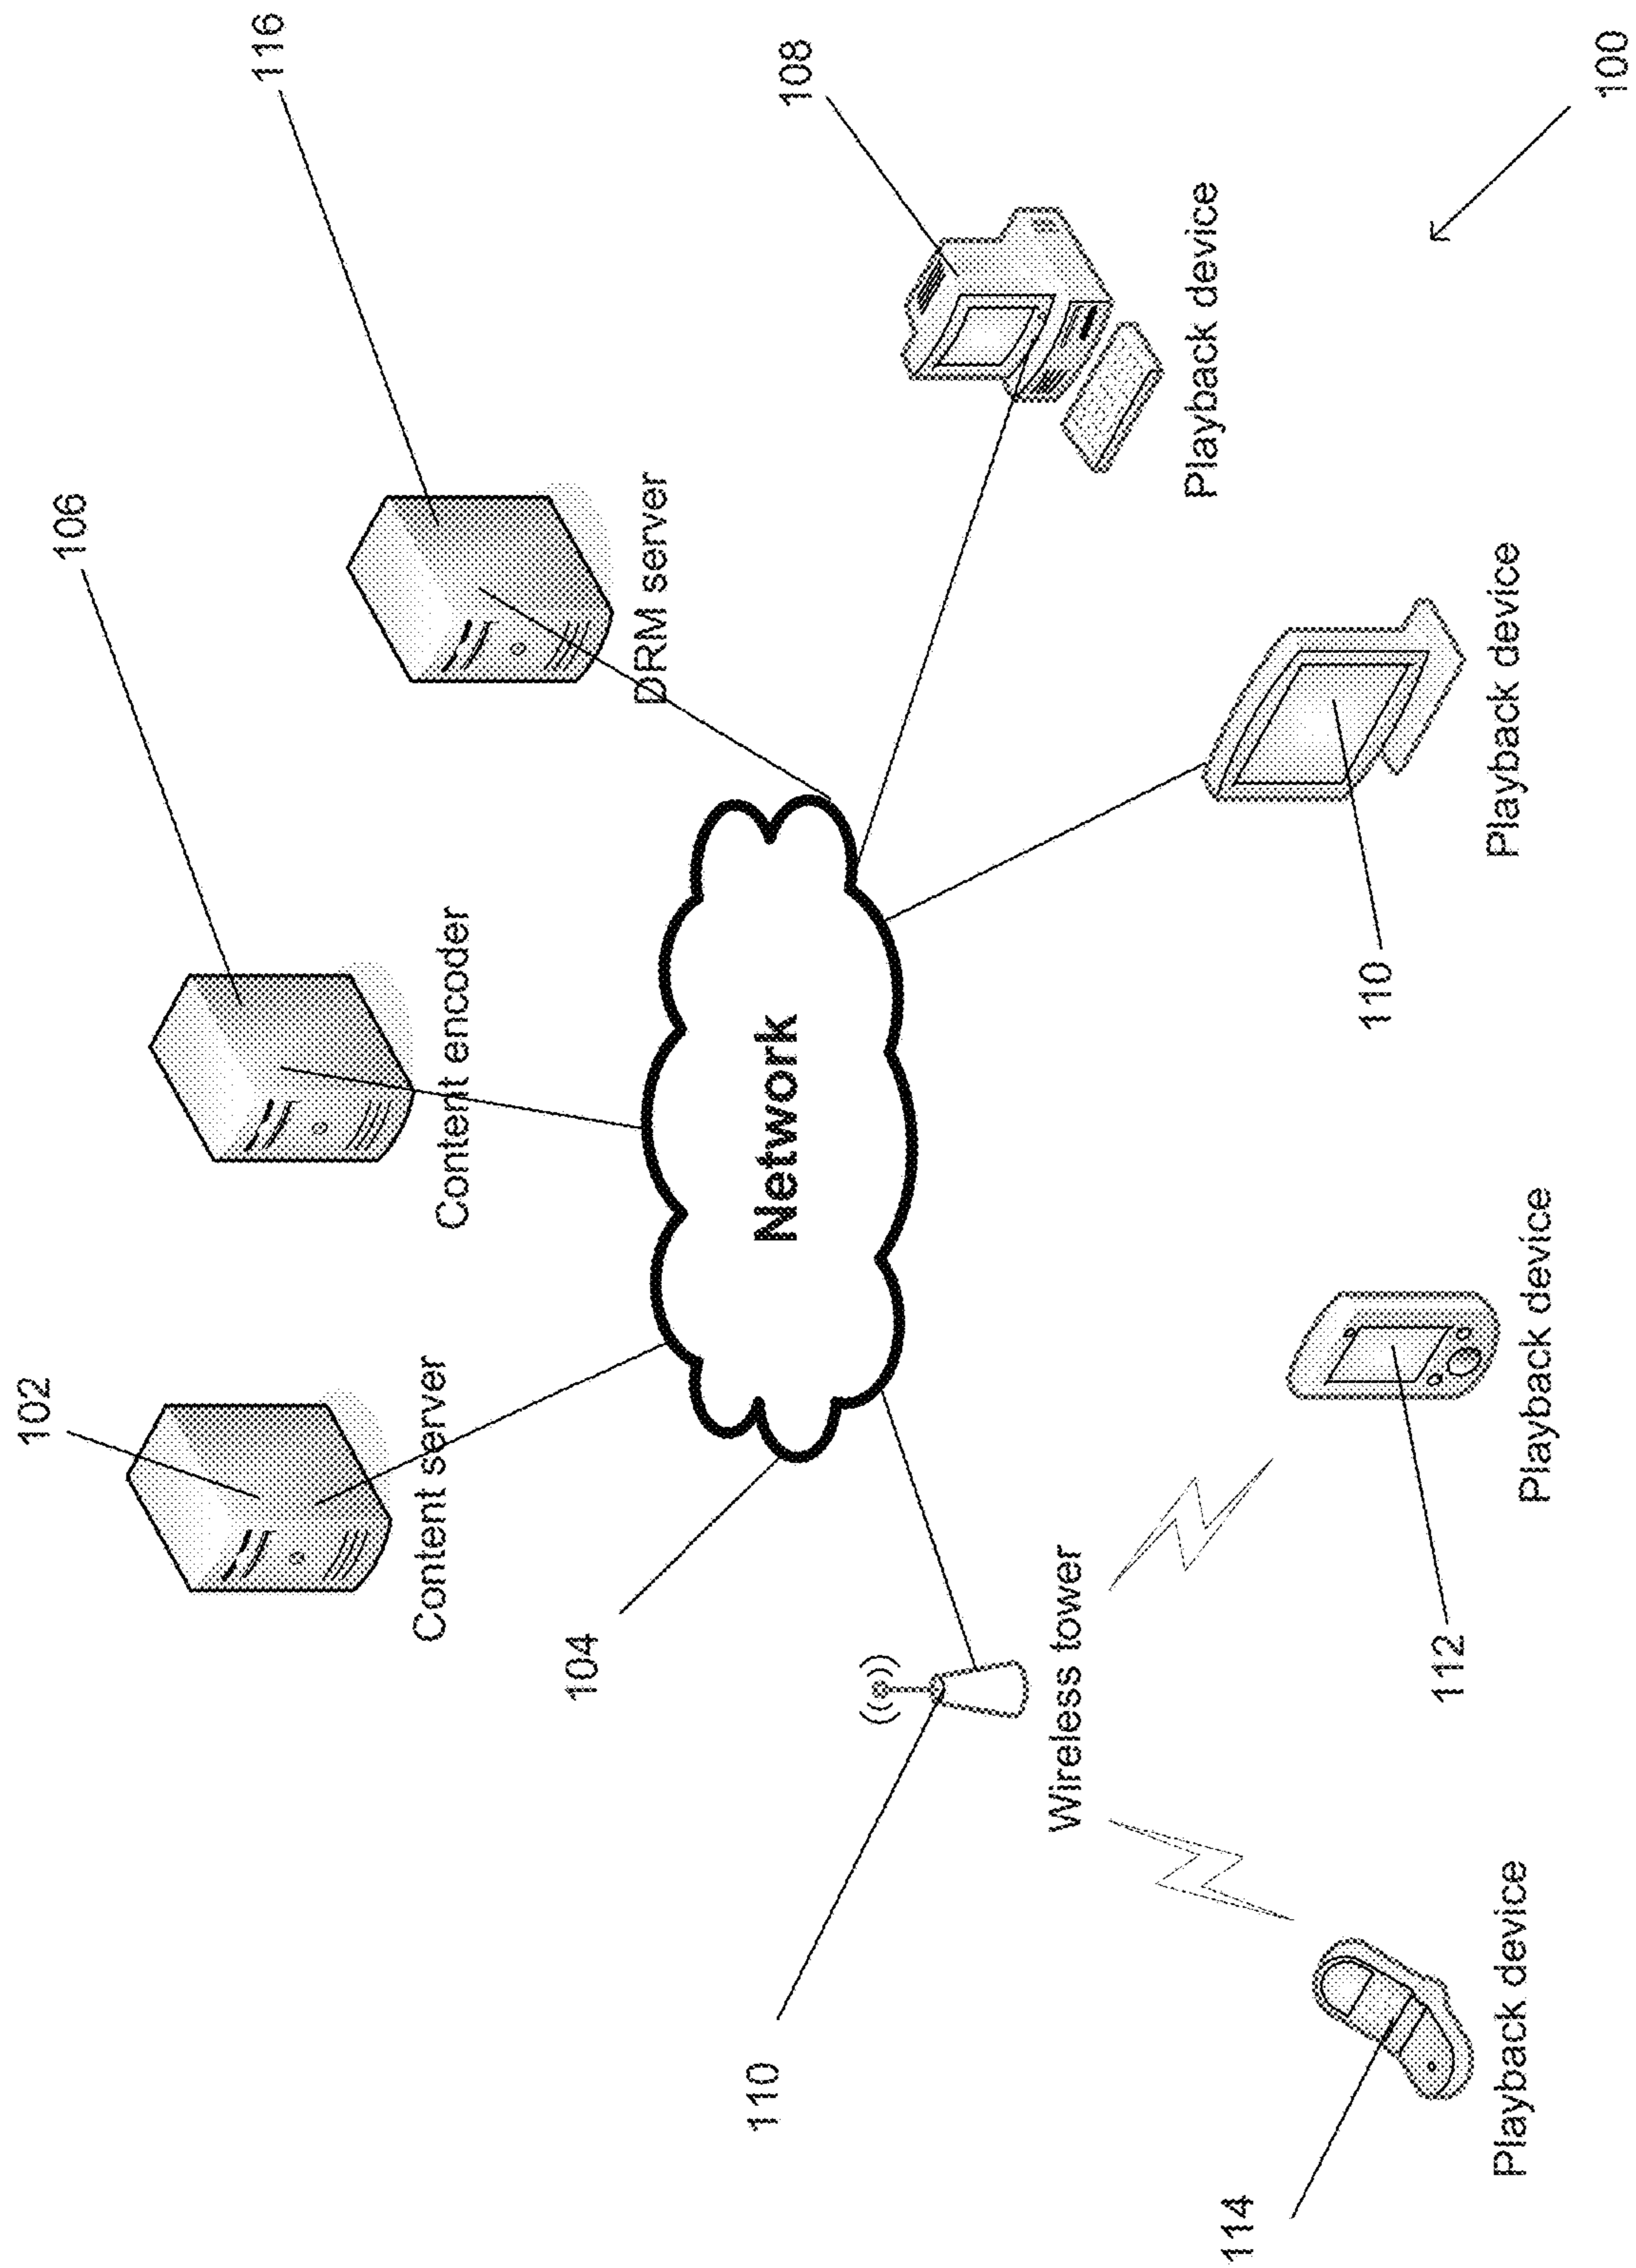 102
106
116
Content server
Content encoder
DRM server
104
Network
108
110
Wireless tower
Playback device
110
114
112
Playback device
Playback device
Playback device
100